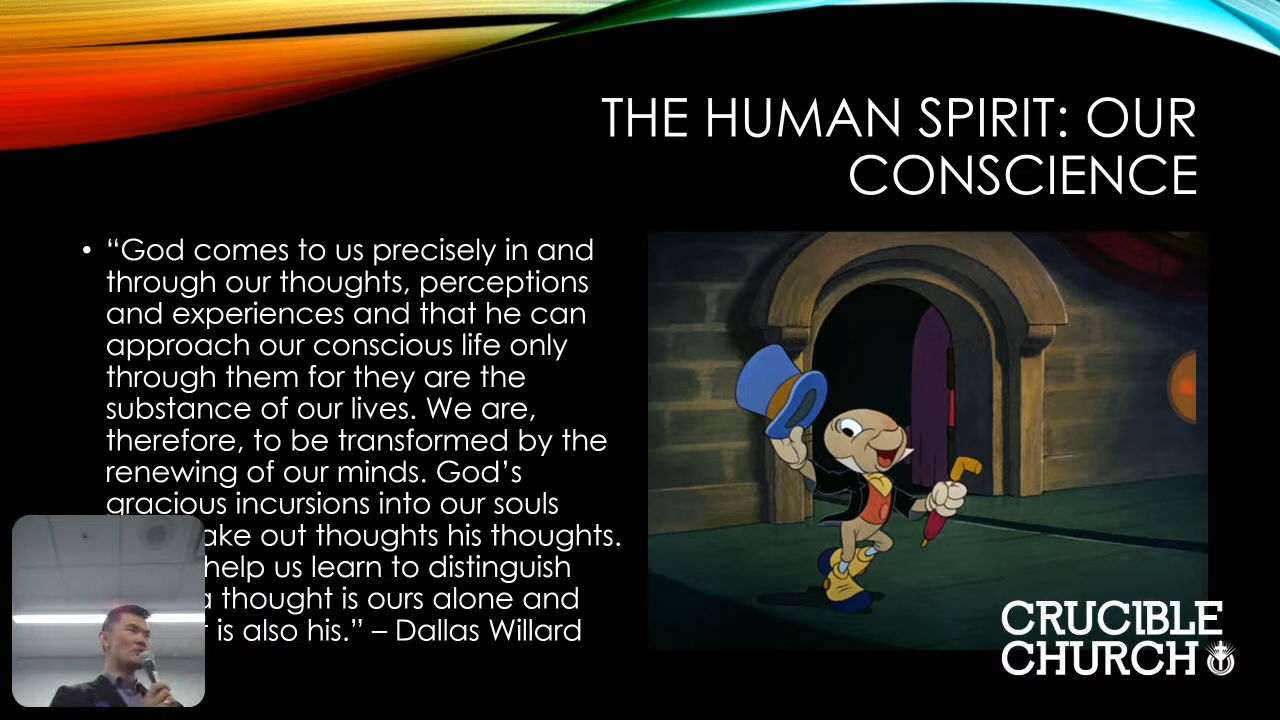 THE HUMAN SPIRIT: OUR
CONSCIENCE
• “God comes to us precisely in and
through our thoughts, perceptions
and experiences and that he can
approach our conscious life only
through them for they are the
substance of our lives. We are,
therefore, to be transformed by the
renewing of our minds. God’s
gracious incursions into our souls
ake out thoughts his thoughts.
help us learn to distinguish
a thought is ours alone and
is also his.” – Dallas Willard
CRUCIBLE
CHURCH